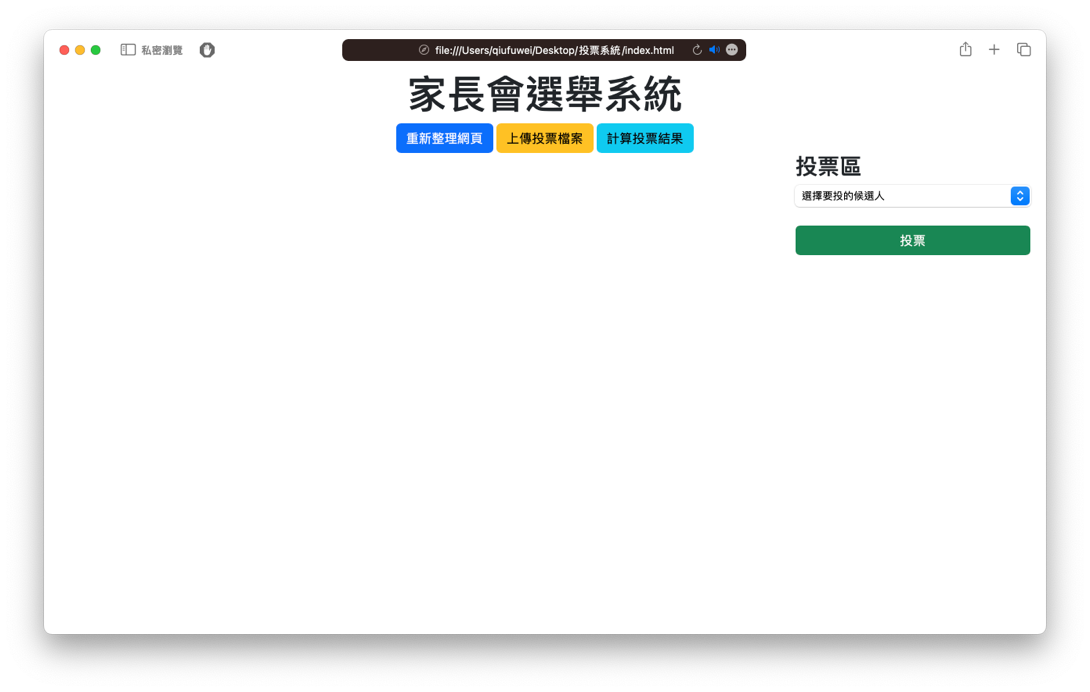 私密瀏覽
file:///Users/qiufuwei/Desktop/投票系統/index.html
家長會選舉系統
重新整理網頁 上傳投票檔案 計算投票結果
投票區
選擇要投的候選人
投票